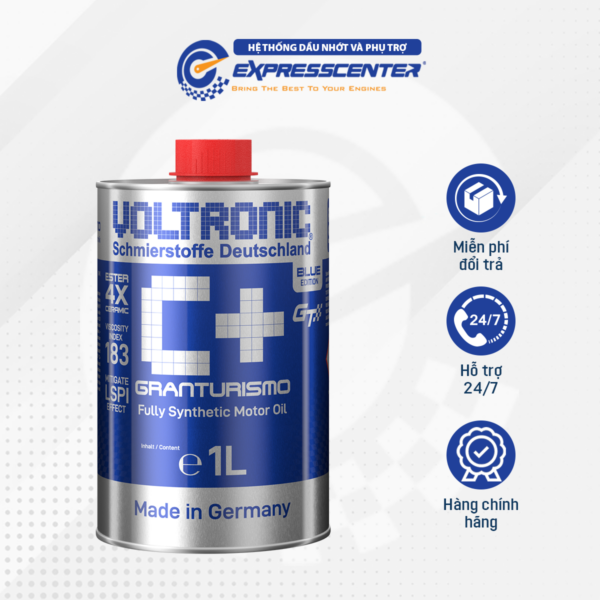 HỆ THỐNG DẦU NHỚT VÀ PHỤ TRỢ
EXPRESSCENTER®
BRING THE BEST TO YOUR ENGINES
VOLTRONIC®
Schmierstoffe Deutschland
BLUE
EDITION
ESTER
4X
CERAMIC
C+
GT
VISCOSITY
INDEX
183
GRANTURISMO
MITIGATE
LSPI
EFFECT
Fully Synthetic Motor Oil
Inhalt / Content
e 1L
Made in Germany
Miễn phí
đổi trả
24/7
Hỗ trợ
24/7
Hàng chính
hãng